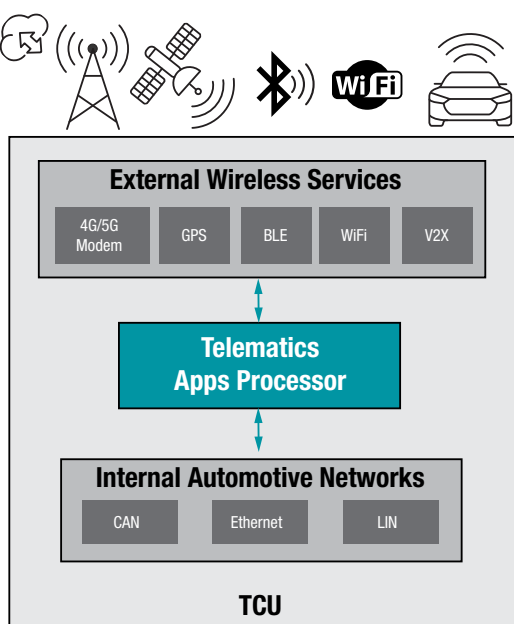 WiFi
External Wireless Services
4G/5G
Modem
GPS
BLE
WiFi
V2X
Telematics
Apps Processor
Internal Automotive Networks
CAN
Ethernet
LIN
TCU